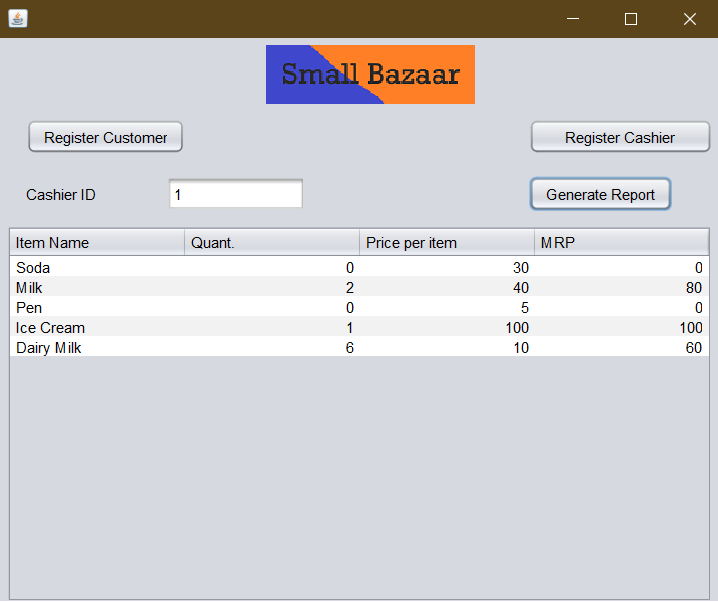 Small Bazaar
Register Customer Register Cashier
Cashier ID 1 Generate Report
Item Name Quant. Price per item MRP
Soda 0 30 0
Milk 2 40 80
Pen 0 5 0
Ice Cream 1 100 100
Dairy Milk 6 10 60